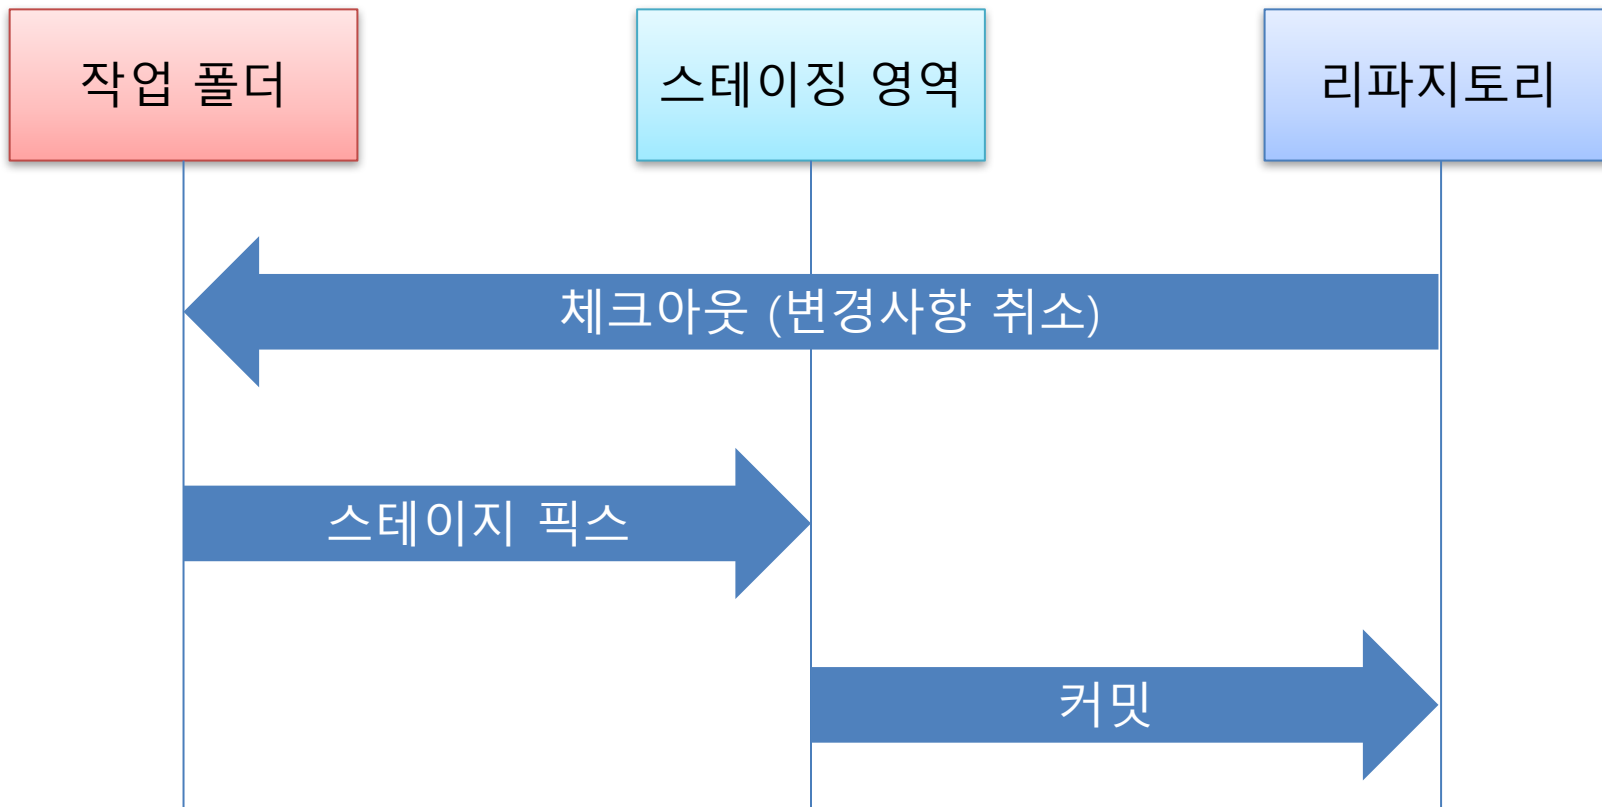 작업 폴더
스테이징 영역
리파지토리
체크아웃 (변경사항 취소)
스테이지 픽스
커밋